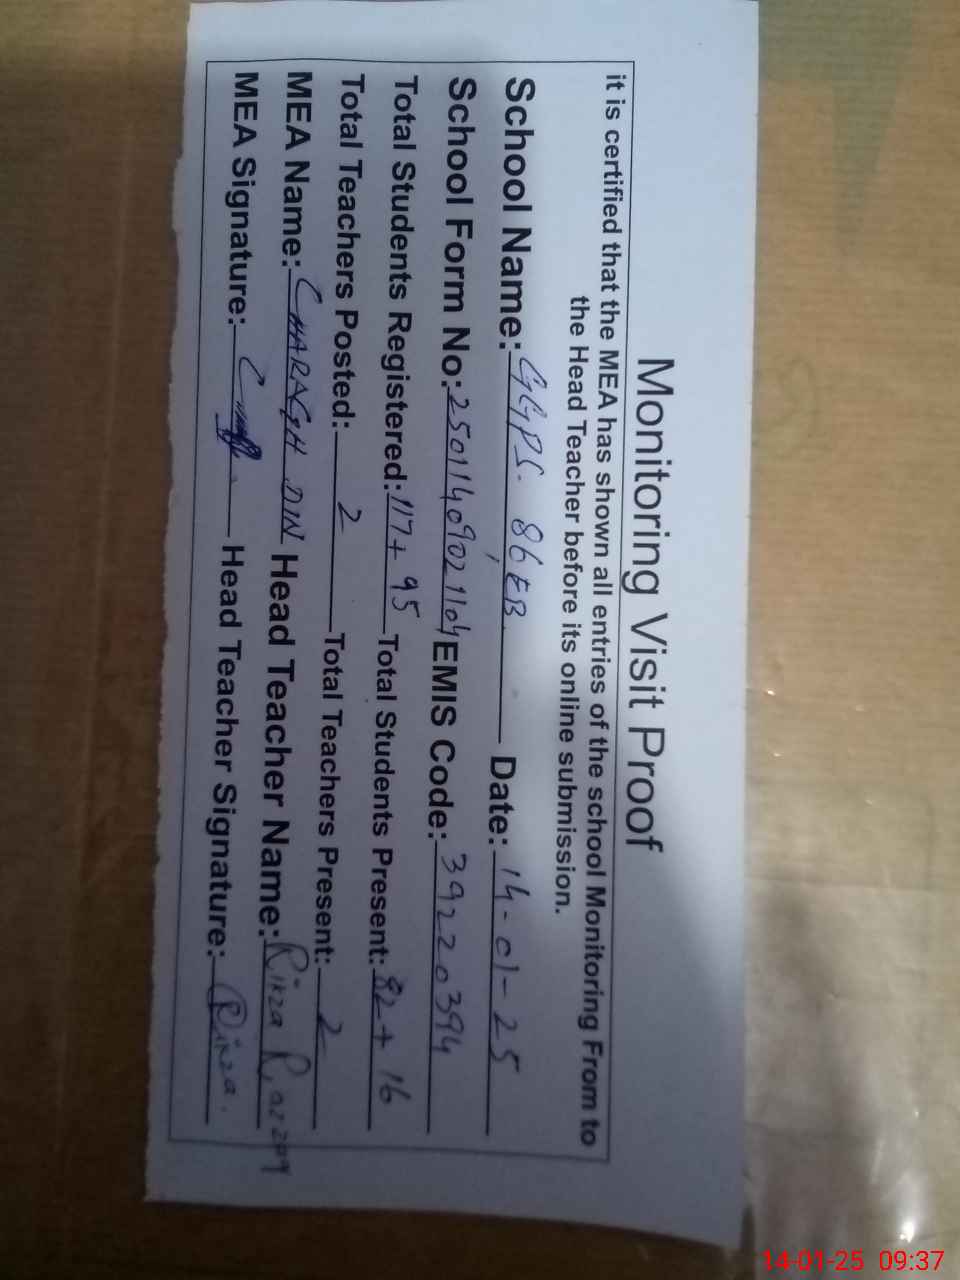 Monitoring Visit Proof
it is certified that the MEA has shown all entries of the school Monitoring From to
the Head Teacher before its online submission.
School Name: GGPS. 86 EB Date: 14-01-25
School Form No: 25011409021104 EMIS Code: 39220394
Total Students Registered: 117+95 Total Students Present: 82+16
Total Teachers Posted: 2 Total Teachers Present: 2
MEA Name: CHARAGH DIN Head Teacher Name: Rinza
MEA Signature: Head Teacher Signature: Rinza.
14-01-25 09:37